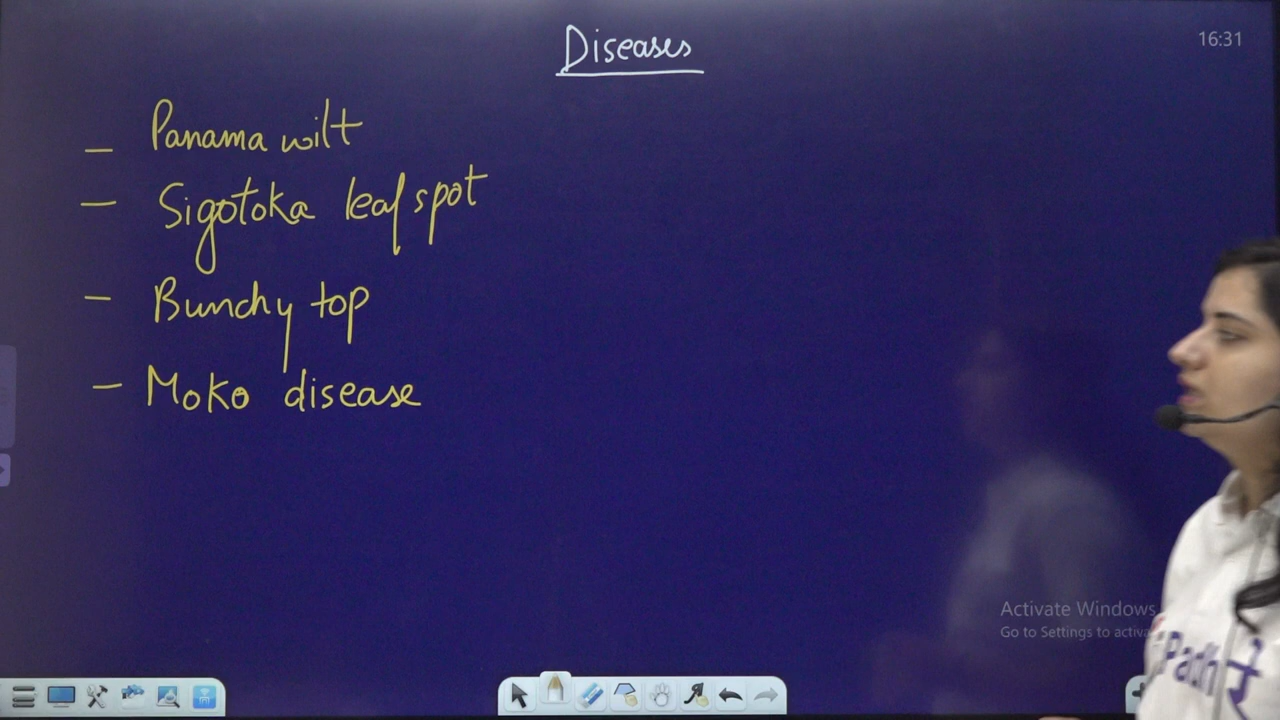 Diseases
16:31
- Panama wilt
- Sigotoka leaf spot
- Bunchy top
- Moko disease
Activate Windows
Go to Settings to activa
Padh